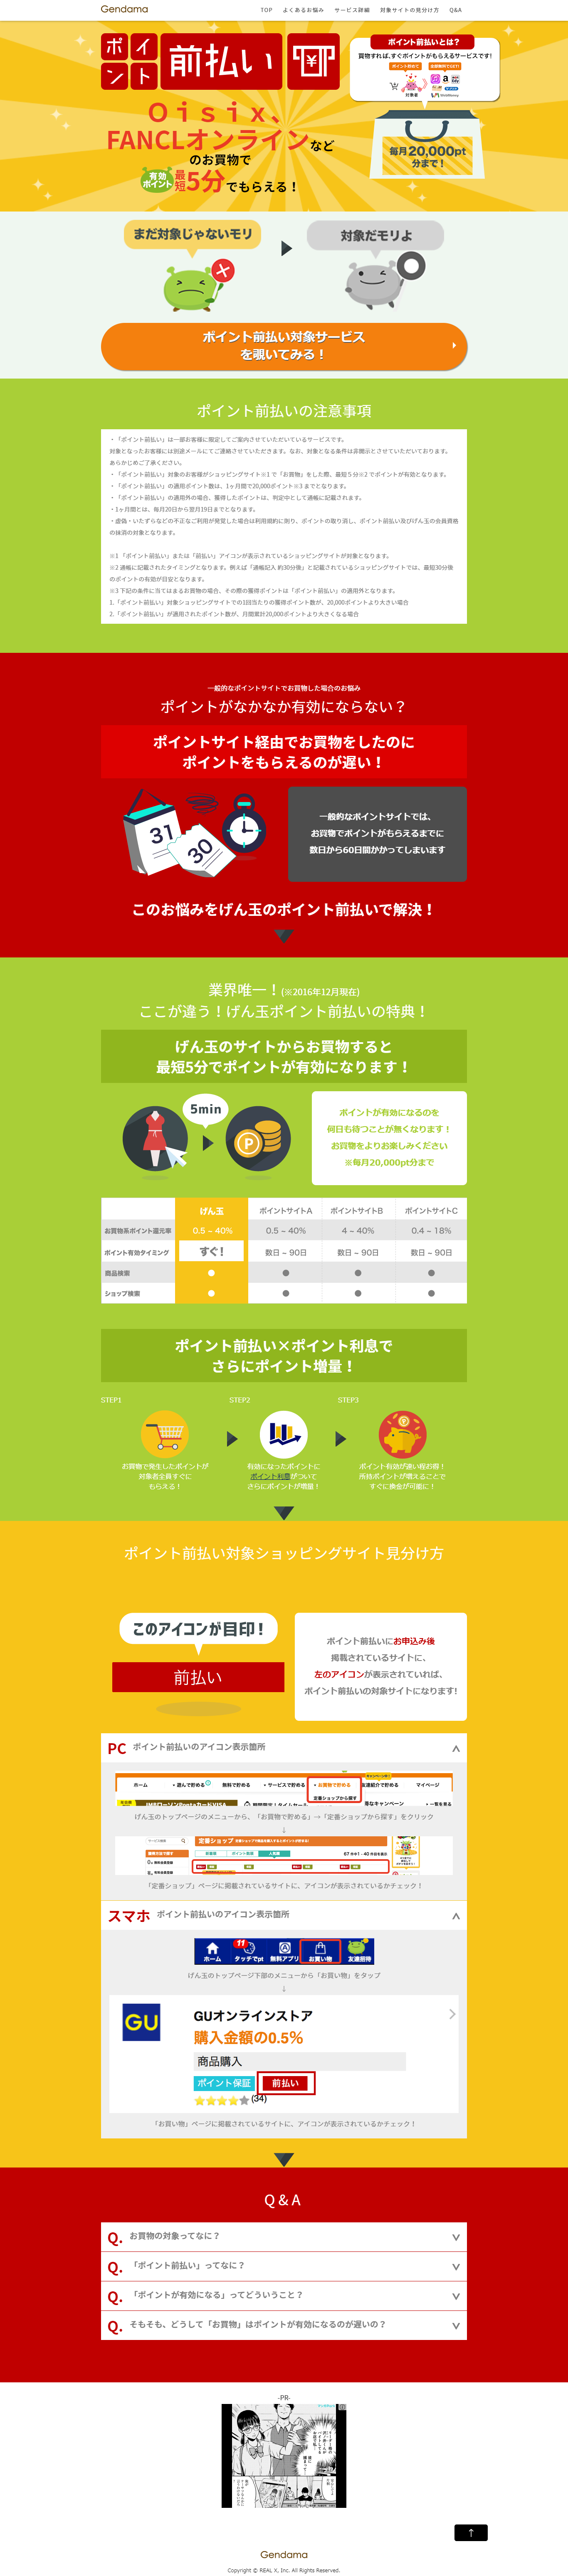 Gendama
TOP よくあるお悩み サービス詳細 対象サイトの見分け方 Q&A
ポイント 前払い
ポイント前払いとは?
買物すれば、すぐポイントがもらえるサービスです!
対象者
WebMoney
毎月20,000pt
分まで!
Oisix、
FANCLオンラインなど
のお買物で
有効
ポイント
最短5分でもらえる!
まだ対象じゃないモリ
対象だモリよ
ポイント前払い対象サービス
を覗いてみる!
ポイント前払いの注意事項
・「ポイント前払い」は一部お客様に限定してご案内させていただいているサービスです。
対象となったお客様には別途メールにてご連絡させていただきます。なお、対象となる条件は非開示とさせていただいております。
あらかじめご了承ください。
・「ポイント前払い」対象のお客様がショッピングサイト※1 で「お買物」をした際、最短５分※2 でポイントが有効となります。
・「ポイント前払い」の適用ポイント数は、1ヶ月間で20,000ポイント※3 までとなります。
・「ポイント前払い」の適用外の場合、獲得したポイントは、判定中として通帳に記載されます。
・1ヶ月間とは、毎月20日から翌月19日までとなります。
・虚偽・いたずらなどの不正なご利用が発覚した場合は利用規約に則り、ポイントの取り消し、ポイント前払い及びげん玉の会員資格
の抹消の対象となります。
※1 「ポイント前払い」または「前払い」アイコンが表示されているショッピングサイトが対象となります。
※2 通帳に記載されたタイミングとなります。例えば「通帳記入 約30分後」と記載されているショッピングサイトでは、最短30分後
のポイントの有効が目安となります。
※3 下記の条件に当てはまるお買物の場合、その際の獲得ポイントは「ポイント前払い」の適用外となります。
1.「ポイント前払い」対象ショッピングサイトでの1回当たりの獲得ポイント数が、20,000ポイントより大きい場合
2.「ポイント前払い」が適用されたポイント数が、月間累計20,000ポイントより大きくなる場合
一般的なポイントサイトでお買物した場合のお悩み
ポイントがなかなか有効にならない?
ポイントサイト経由でお買物をしたのに
ポイントをもらえるのが遅い!
31
30
一般的なポイントサイトでは、
お買物でポイントがもらえるまでに
数日から60日間かかってしまいます
このお悩みをげん玉のポイント前払いで解決!
業界唯一!(※2016年12月現在)
ここが違う!げん玉ポイント前払いの特典!
げん玉のサイトからお買物すると
最短5分でポイントが有効になります!
5min
P
ポイントが有効になるのを
何日も待つことが無くなります!
お買物をよりお楽しみください
※毎月20,000pt分まで
げん玉 ポイントサイトA ポイントサイトB ポイントサイトC
お買物系ポイント還元率 0.5 ~ 40% 0.5 ~ 40% 4 ~ 40% 0.4 ~ 18%
ポイント有効タイミング すぐ! 数日 ~ 90日 数日 ~ 90日 数日 ~ 90日
商品検索 ● ● ● ●
ショップ検索 ● ● ● ●
ポイント前払い×ポイント利息で
さらにポイント増量!
STEP1 STEP2 STEP3
お買物で発生したポイントが
対象者全員すぐに
もらえる!
有効になったポイントに
ポイント利息がついて
さらにポイントが増量!
ポイント有効が速い程お得!
所持ポイントが増えることで
すぐに換金が可能に!
ポイント前払い対象ショッピングサイト見分け方
このアイコンが目印!
前払い
ポイント前払いにお申込み後
掲載されているサイトに、
左のアイコンが表示されていれば、
ポイント前払いの対象サイトになります!
PC ポイント前払いのアイコン表示箇所
ホーム ・遊んで貯める 無料で貯める ・サービスで貯める ・お買物で貯める 友達紹介で貯める マイページ
定番ショップから探す
げん玉のトップページのメニューから、「お買物で貯める」→「定番ショップから探す」をクリック
↓
定番ショップ
67 件中1 - 40 件目を表示
「定番ショップ」ページに掲載されているサイトに、アイコンが表示されているかチェック!
スマホ ポイント前払いのアイコン表示箇所
11
ホーム タッチでpt 無料アプリ お買い物 友達招待
げん玉のトップページ下部のメニューから「お買い物」をタップ
↓
GU
GUオンラインストア
購入金額の0.5%
商品購入
ポイント保証 前払い
(34)
「お買い物」ページに掲載されているサイトに、アイコンが表示されているかチェック!
Q & A
Q. お買物の対象ってなに?
Q. 「ポイント前払い」ってなに?
Q. 「ポイントが有効になる」ってどういうこと?
Q. そもそも、どうして「お買物」はポイントが有効になるのが遅いの?
-PR-
↑
Gendama
Copyright © REAL X, Inc. All Rights Reserved.